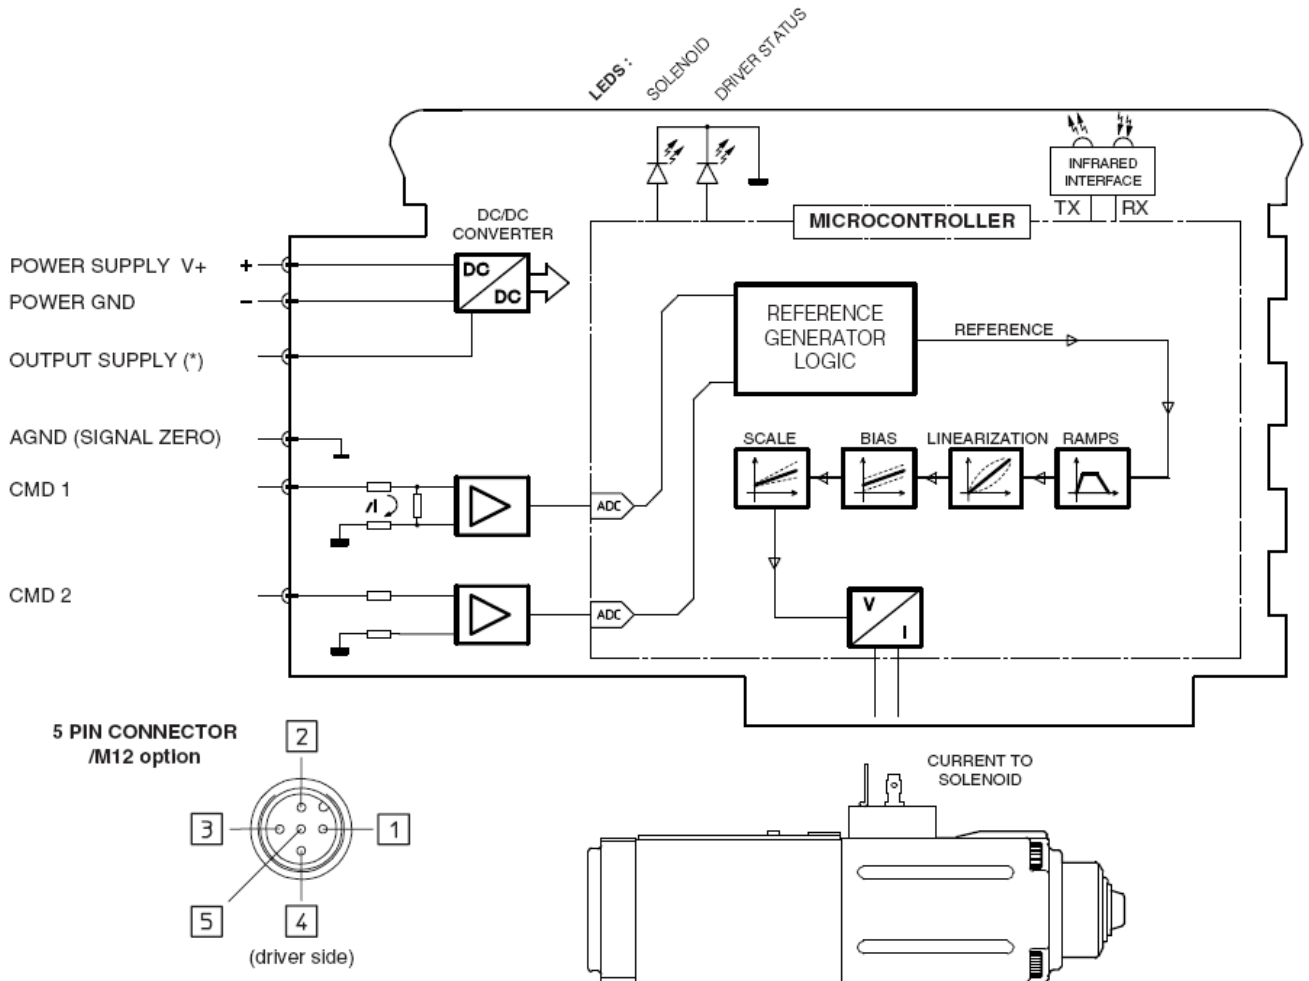 LEDS :
SOLENOID
DRIVER STATUS
INFRARED
INTERFACE
TX
RX
MICROCONTROLLER
DC/DC
CONVERTER
DC
DC
POWER SUPPLY V+ +
POWER GND −
OUTPUT SUPPLY (*)
AGND (SIGNAL ZERO)
CMD 1
CMD 2
ADC
ADC
REFERENCE
GENERATOR
LOGIC
REFERENCE
SCALE
BIAS
LINEARIZATION
RAMPS
V
I
5 PIN CONNECTOR
/M12 option
2
3
1
5
4
(driver side)
CURRENT TO
SOLENOID